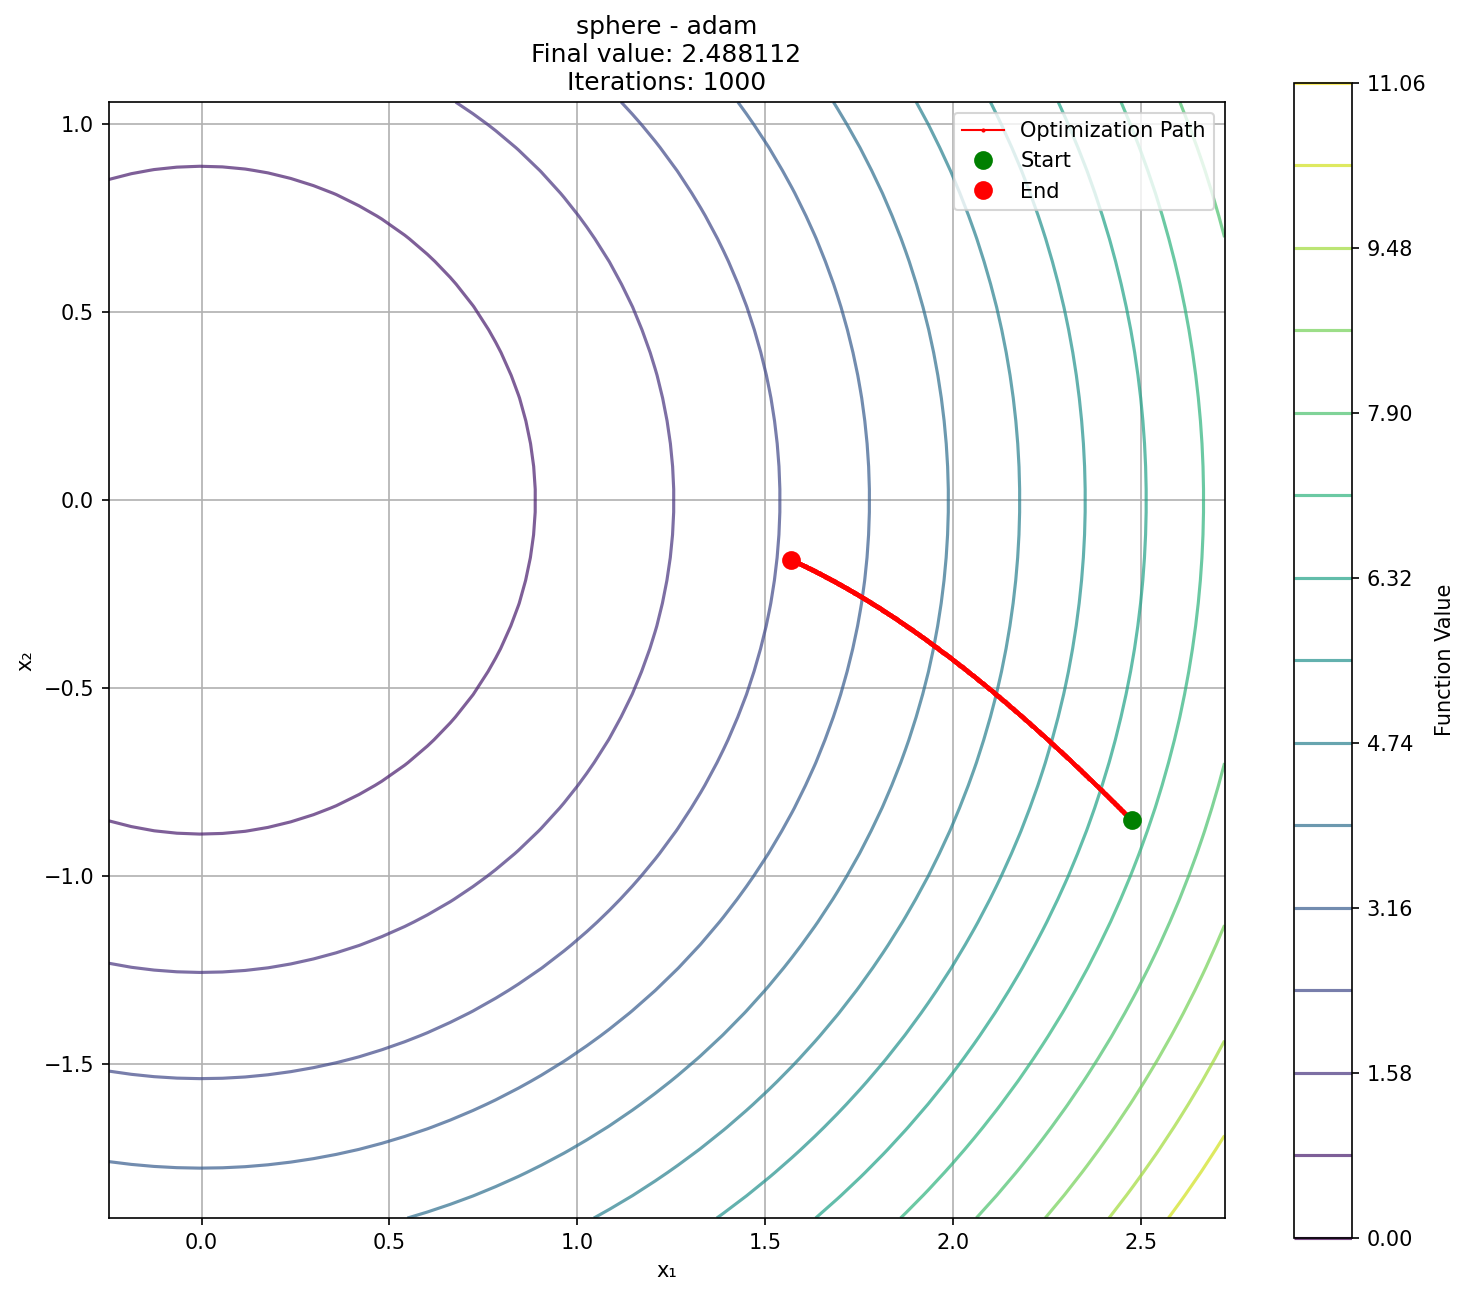 sphere - adam
Final value: 2.488112
Iterations: 1000
Optimization Path
Start
End
1.0
0.5
0.0
−0.5
−1.0
−1.5
x₂
0.0
0.5
1.0
1.5
2.0
2.5
x₁
11.06
9.48
7.90
6.32
4.74
3.16
1.58
0.00
Function Value